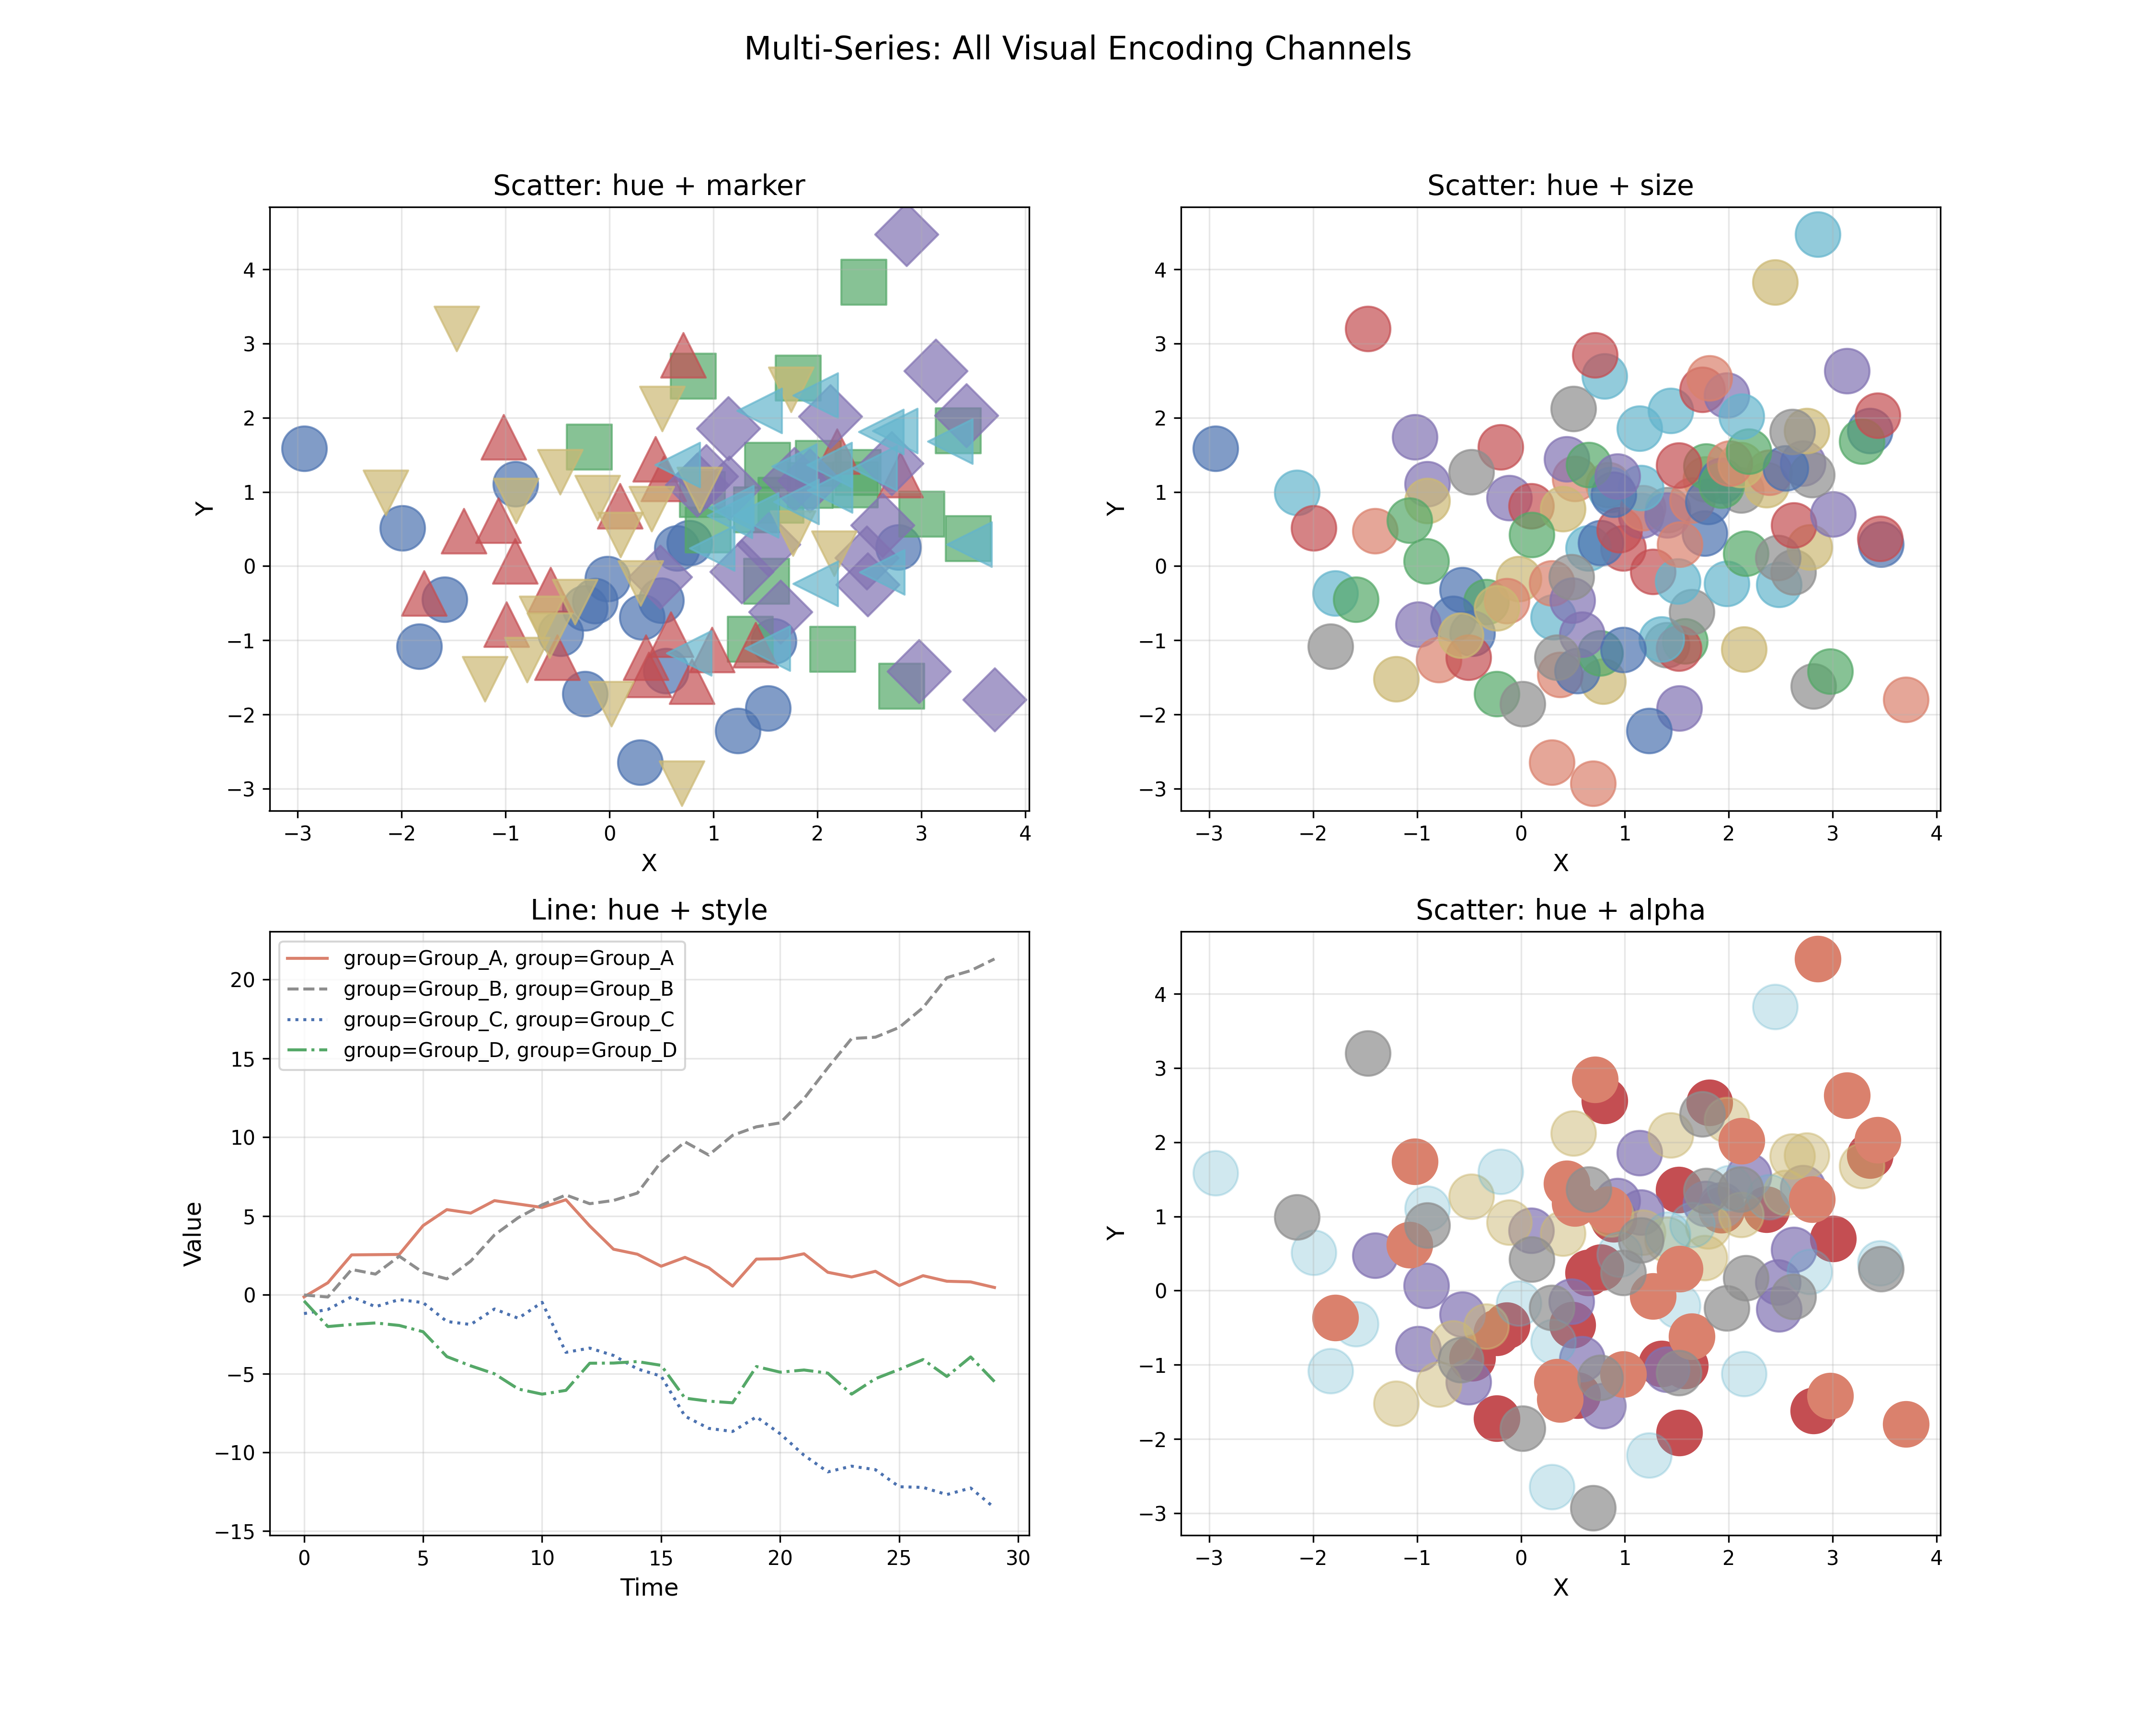 Multi-Series: All Visual Encoding Channels
Scatter: hue + marker
Y
4
3
2
1
0
−1
−2
−3
−3 −2 −1 0 1 2 3 4
X
Scatter: hue + size
Y
4
3
2
1
0
−1
−2
−3
−3 −2 −1 0 1 2 3 4
X
Line: hue + style
group=Group_A, group=Group_A
group=Group_B, group=Group_B
group=Group_C, group=Group_C
group=Group_D, group=Group_D
Value
20
15
10
5
0
−5
−10
−15
0 5 10 15 20 25 30
Time
Scatter: hue + alpha
Y
4
3
2
1
0
−1
−2
−3
−3 −2 −1 0 1 2 3 4
X